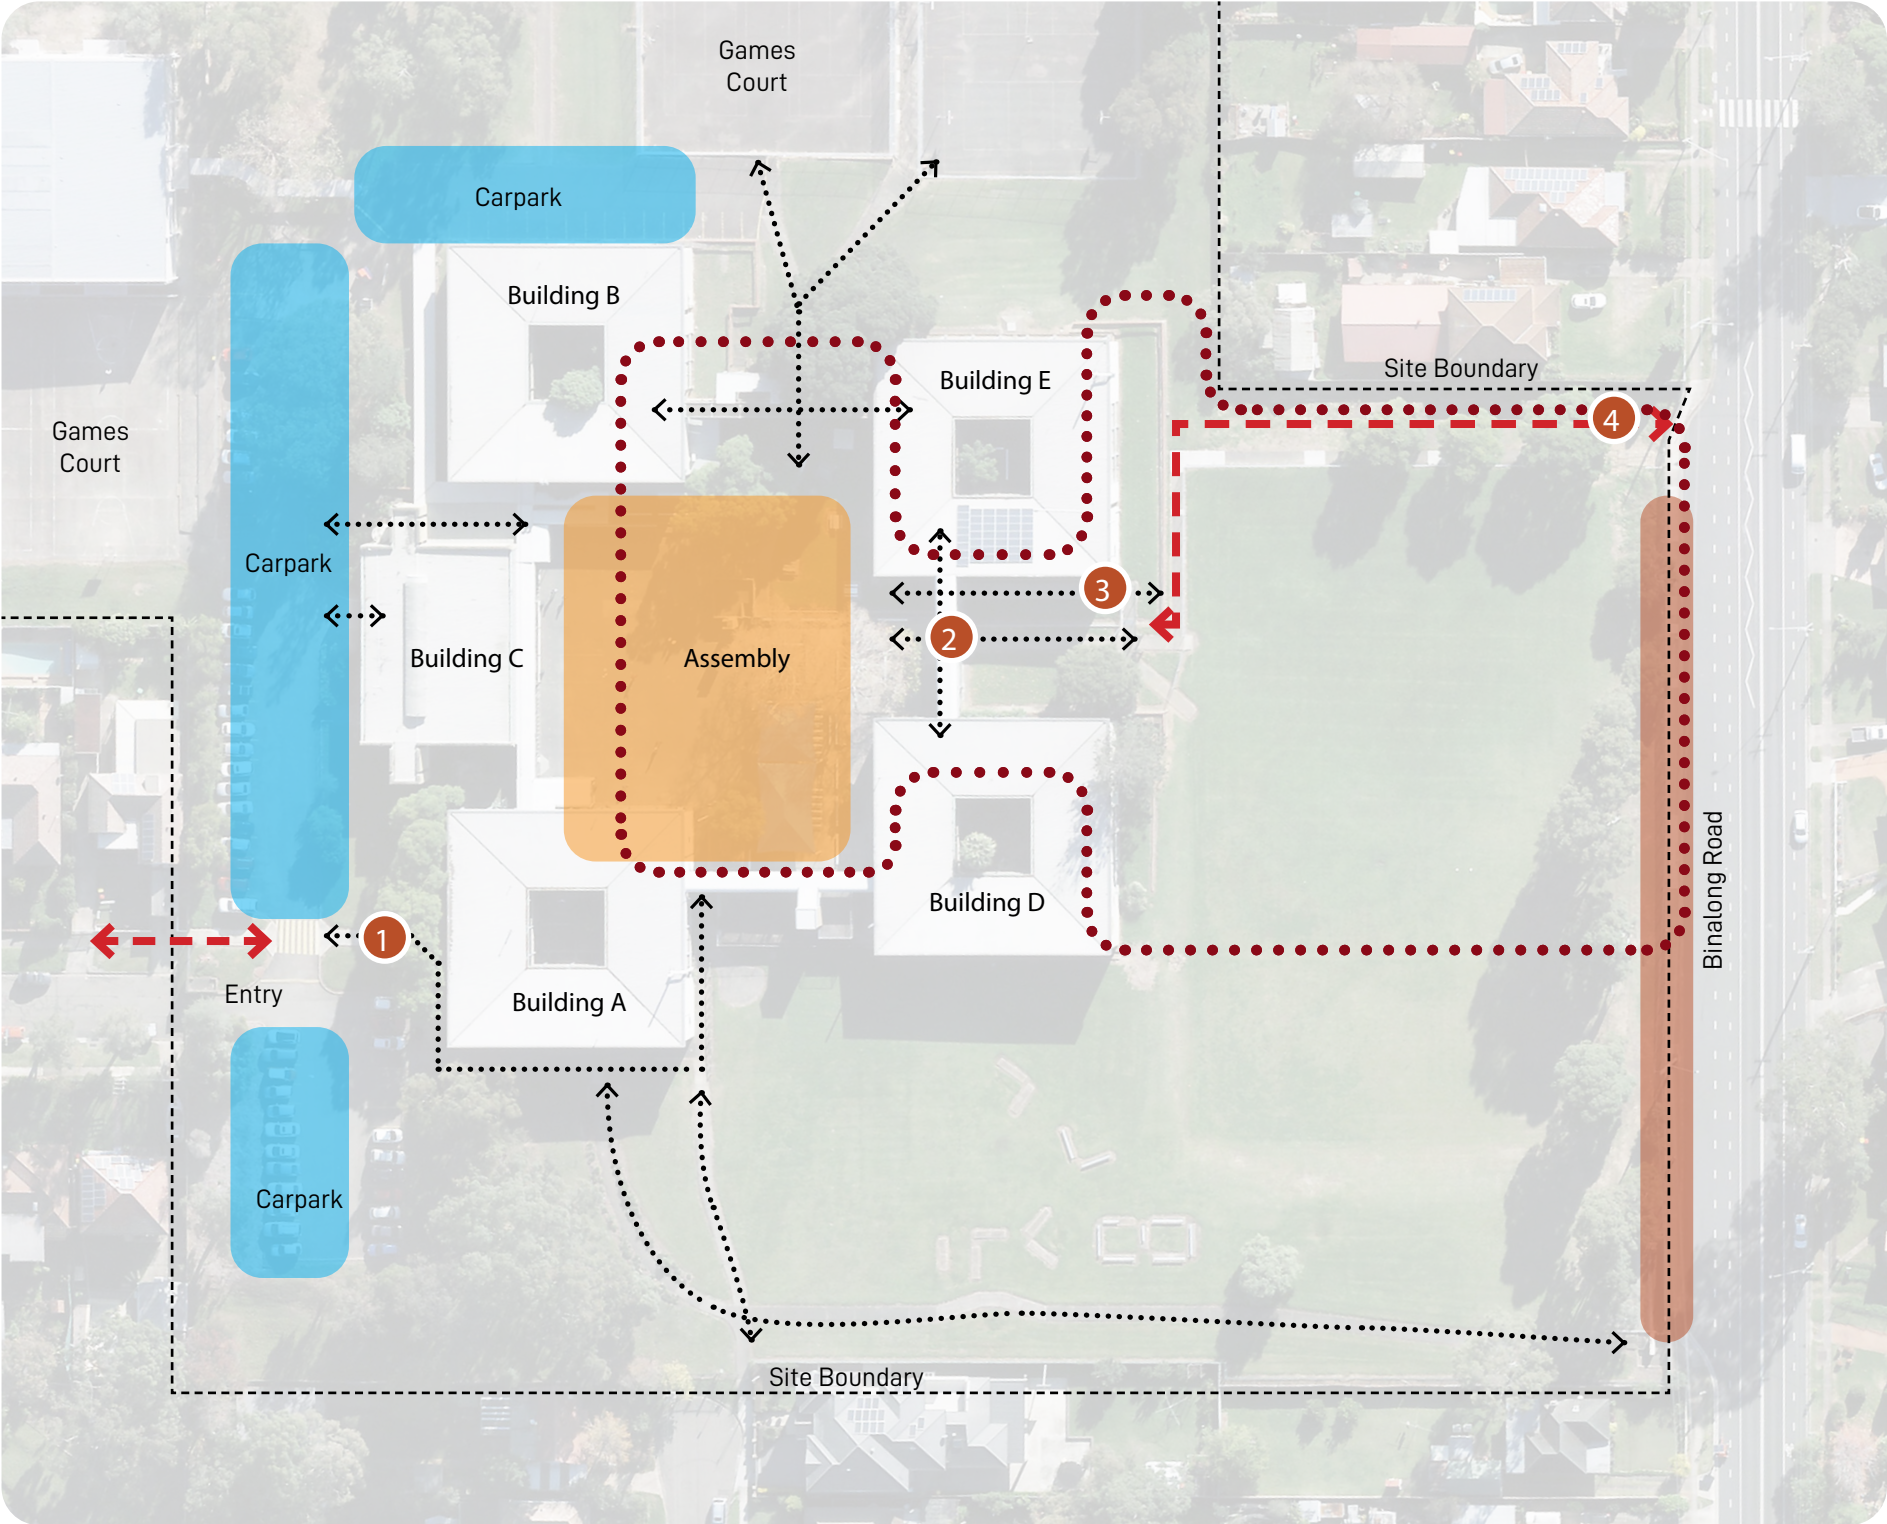 Games
Court
Carpark
Building B
Building E
Site Boundary
4
Games
Court
Carpark
3
2
Building C
Assembly
Building D
Binalong Road
1
Entry
Building A
Carpark
Site Boundary